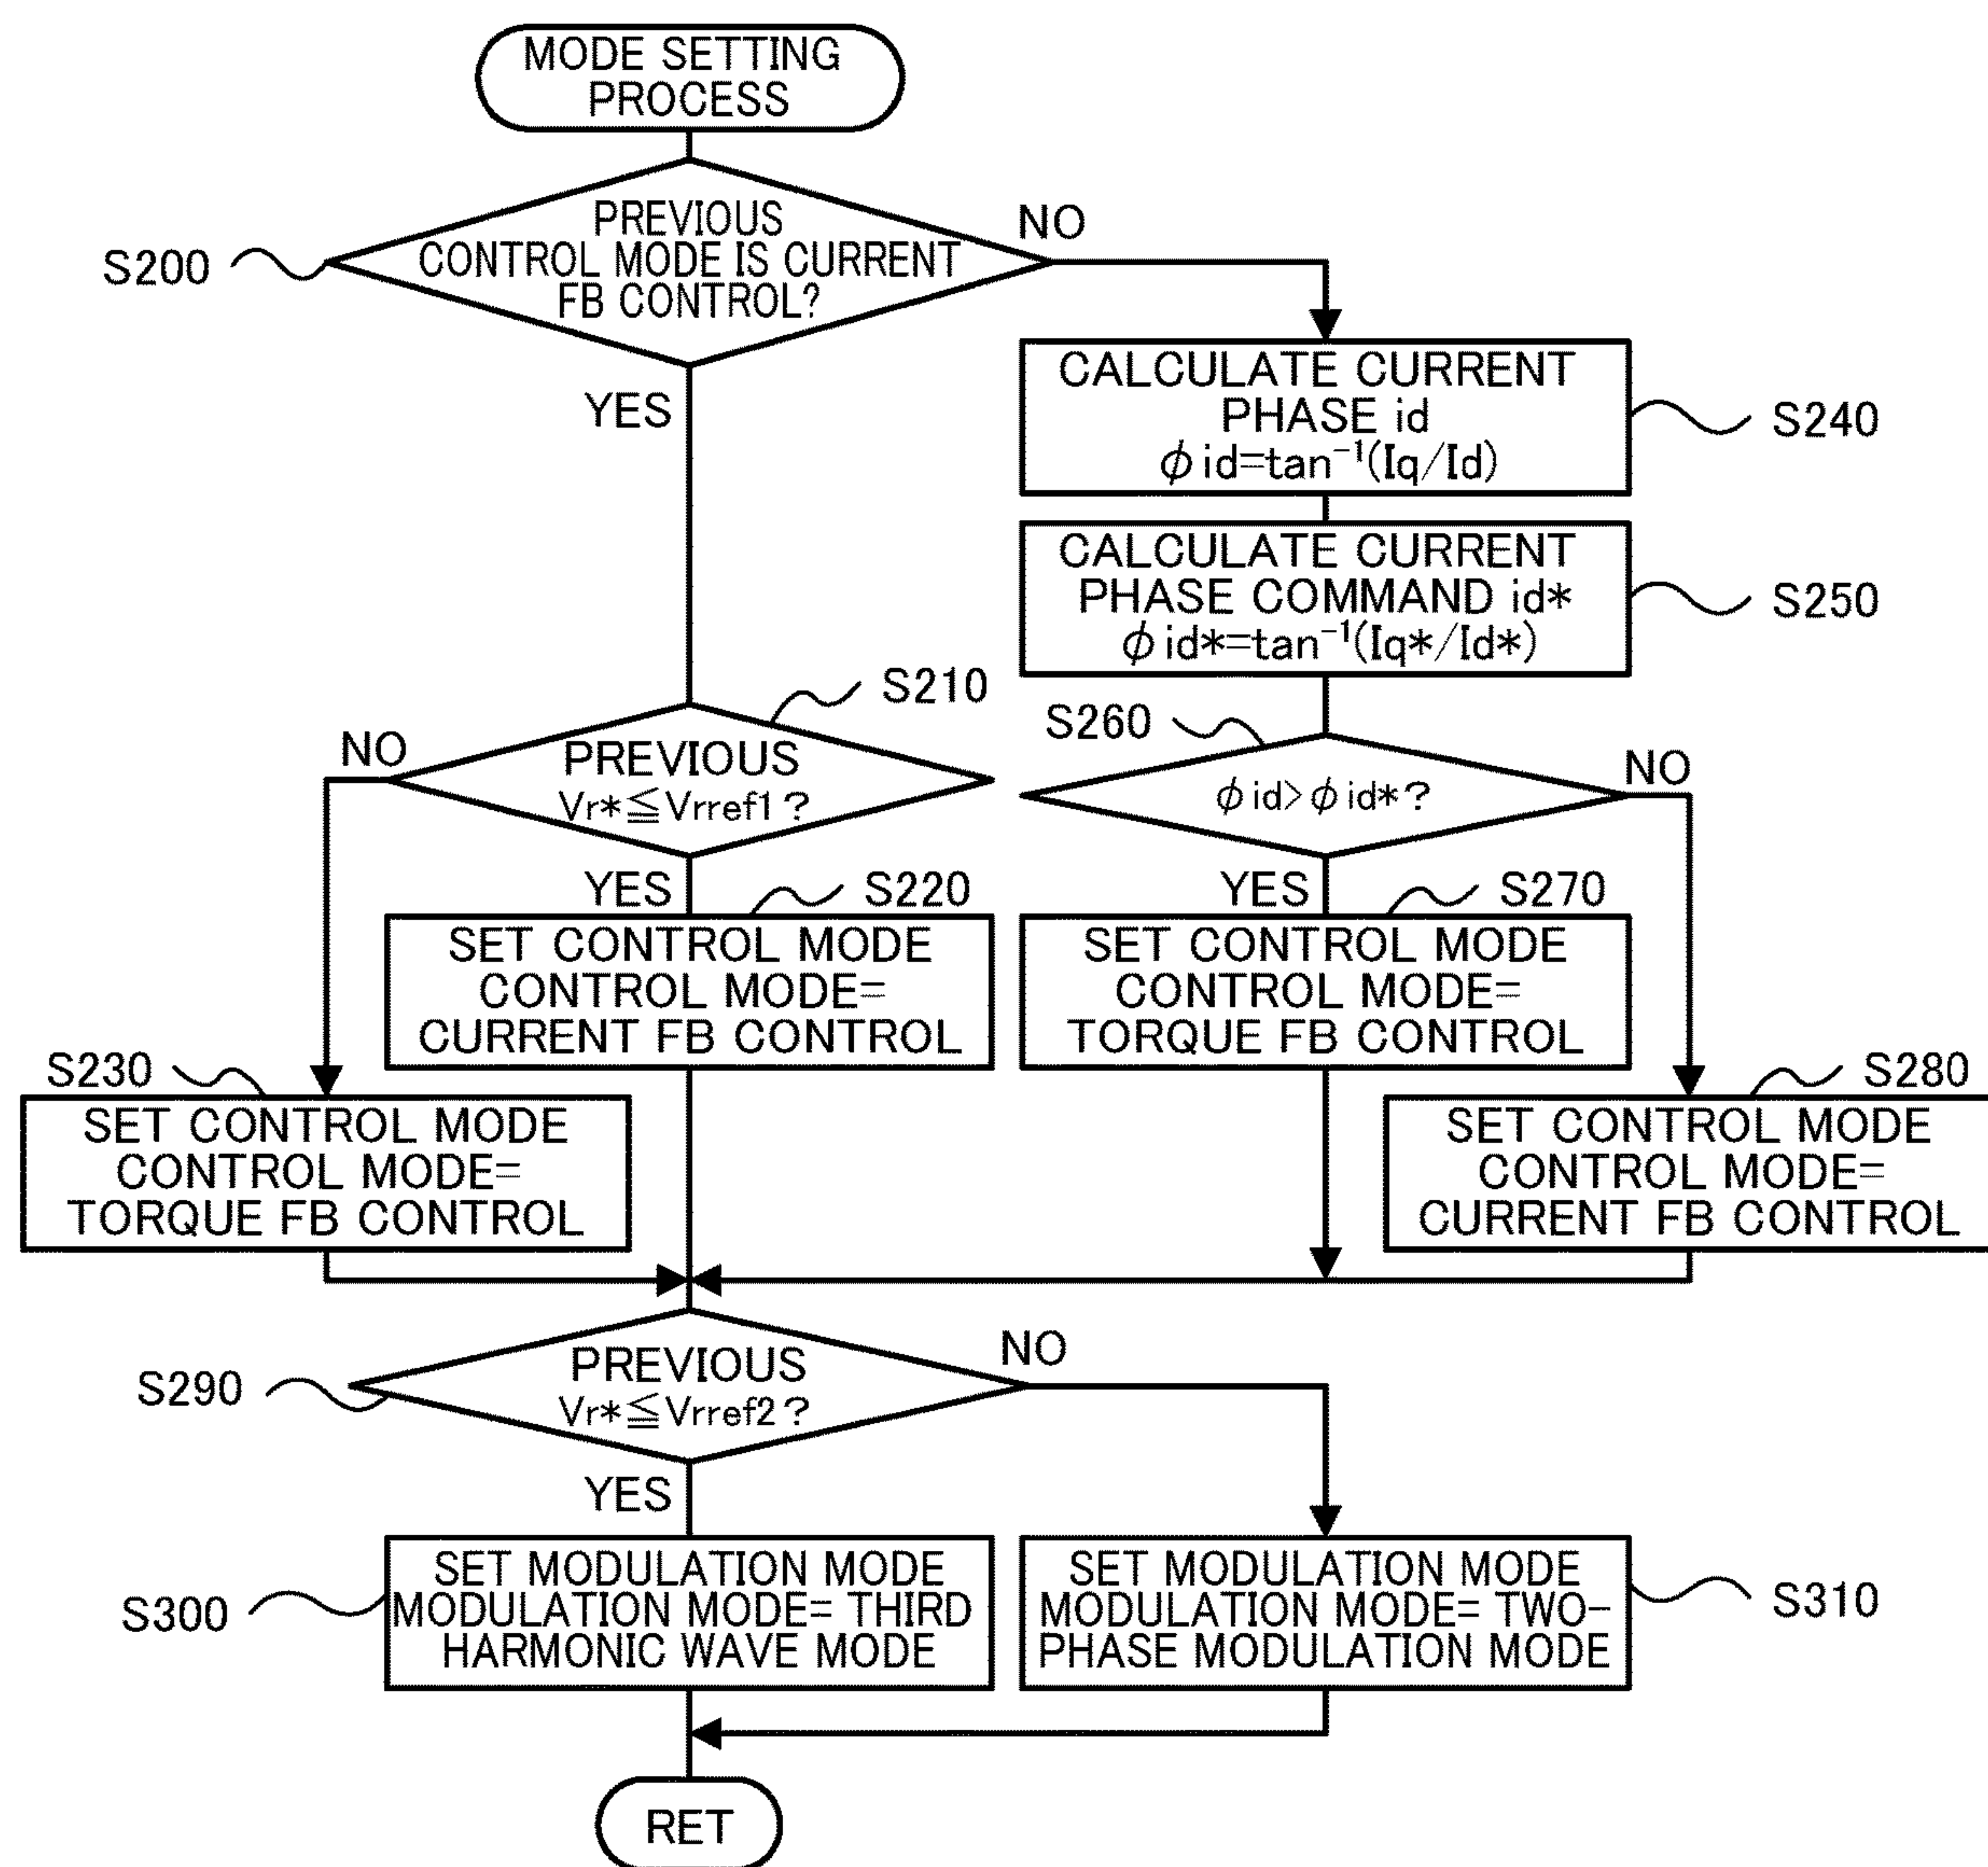 MODE SETTING
PROCESS
S200
PREVIOUS
CONTROL MODE IS CURRENT
FB CONTROL?
NO
YES
CALCULATE CURRENT
PHASE id
ϕid=tan⁻¹(Iq/Id)
S240
CALCULATE CURRENT
PHASE COMMAND id*
ϕid*=tan⁻¹(Iq*/Id*)
S250
S210
NO
PREVIOUS
Vr*≦Vrref1?
YES
S260
ϕid>ϕid*?
NO
YES
S220
SET CONTROL MODE
CONTROL MODE=
CURRENT FB CONTROL
S270
SET CONTROL MODE
CONTROL MODE=
TORQUE FB CONTROL
S230
SET CONTROL MODE
CONTROL MODE=
TORQUE FB CONTROL
S280
SET CONTROL MODE
CONTROL MODE=
CURRENT FB CONTROL
S290
PREVIOUS
Vr*≦Vrref2?
NO
YES
S300
SET MODULATION MODE
MODULATION MODE= THIRD
HARMONIC WAVE MODE
SET MODULATION MODE
MODULATION MODE= TWO-
PHASE MODULATION MODE
S310
RET